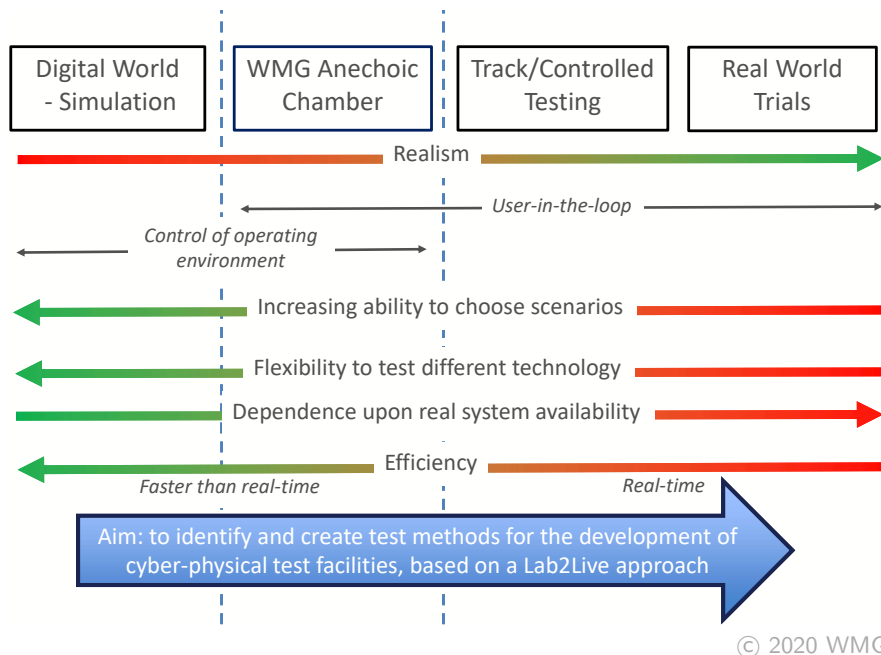 Digital World
- Simulation
WMG Anechoic
Chamber
Track/Controlled
Testing
Real World
Trials
Realism
User-in-the-loop
Control of operating
environment
Increasing ability to choose scenarios
Flexibility to test different technology
Dependence upon real system availability
Efficiency
Faster than real-time
Real-time
Aim: to identify and create test methods for the development of
cyber-physical test facilities, based on a Lab2Live approach
© 2020 WMG